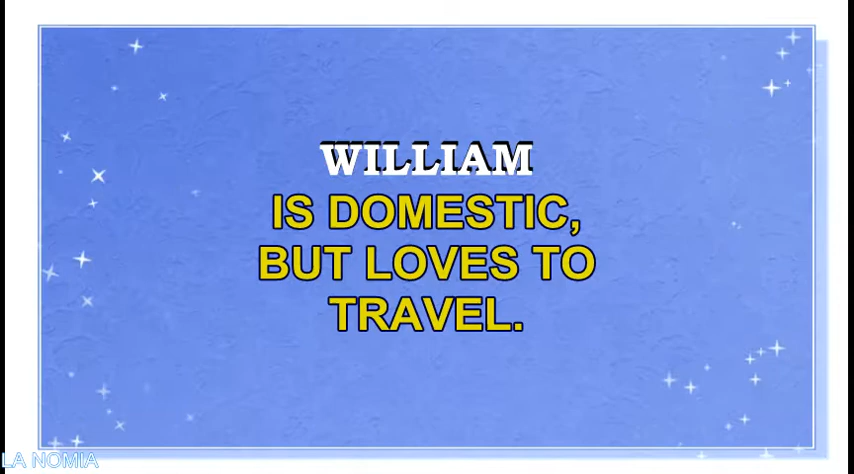 WILLIAM
IS DOMESTIC,
BUT LOVES TO
TRAVEL.
LA NOMIA